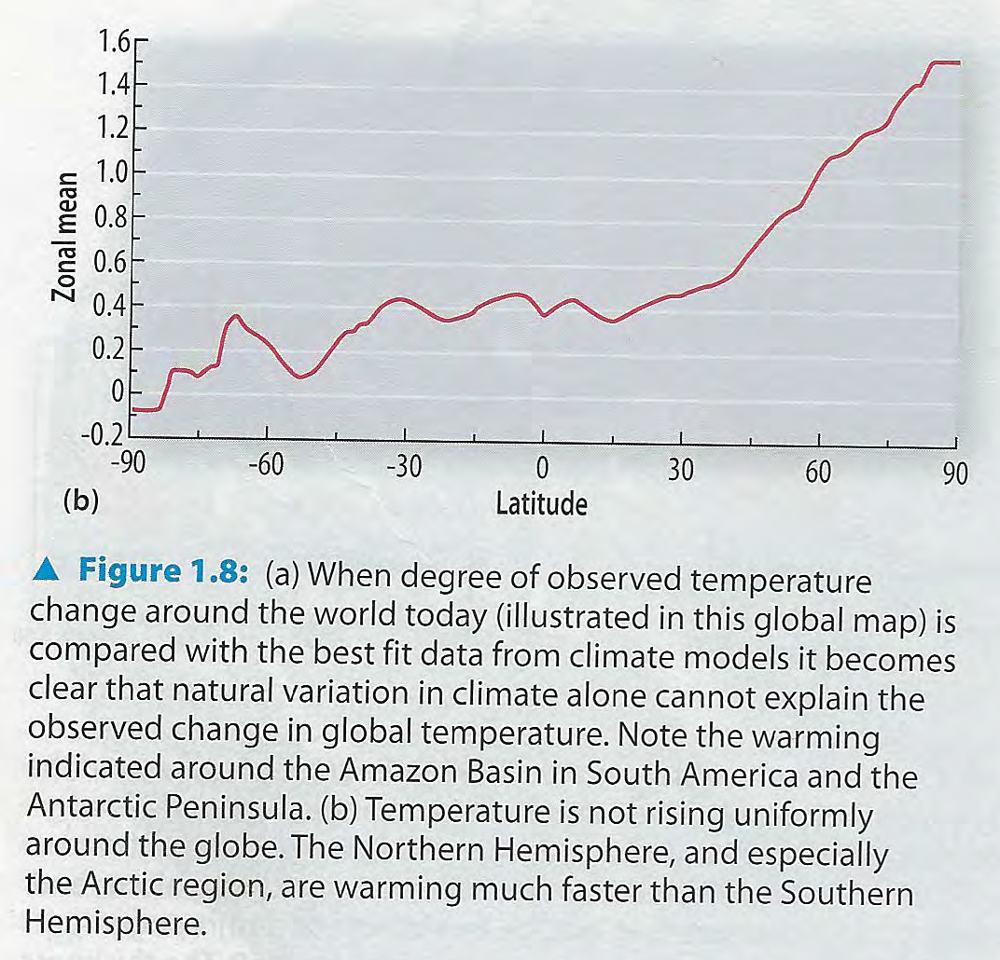 1.6
1.4
1.2
1.0
0.8
0.6
0.4
0.2
0
-0.2
Zonal mean
-90 -60 -30 0 30 60 90
Latitude
(b)
▲ Figure 1.8: (a) When degree of observed temperature
change around the world today (illustrated in this global map) is
compared with the best fit data from climate models it becomes
clear that natural variation in climate alone cannot explain the
observed change in global temperature. Note the warming
indicated around the Amazon Basin in South America and the
Antarctic Peninsula. (b) Temperature is not rising uniformly
around the globe. The Northern Hemisphere, and especially
the Arctic region, are warming much faster than the Southern
Hemisphere.